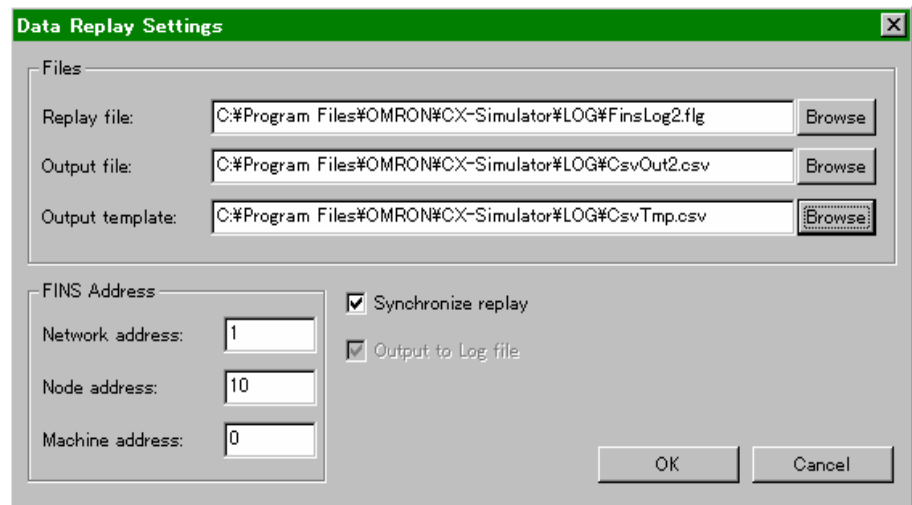 Data Replay Settings
Files
Replay file: C:¥Program Files¥OMRON¥CX-Simulator¥LOG¥FinsLog2.flg Browse
Output file: C:¥Program Files¥OMRON¥CX-Simulator¥LOG¥CsvOut2.csv Browse
Output template: C:¥Program Files¥OMRON¥CX-Simulator¥LOG¥CsvTmp.csv Browse
FINS Address
Network address: 1
Node address: 10
Machine address: 0
Synchronize replay
Output to Log file
OK Cancel